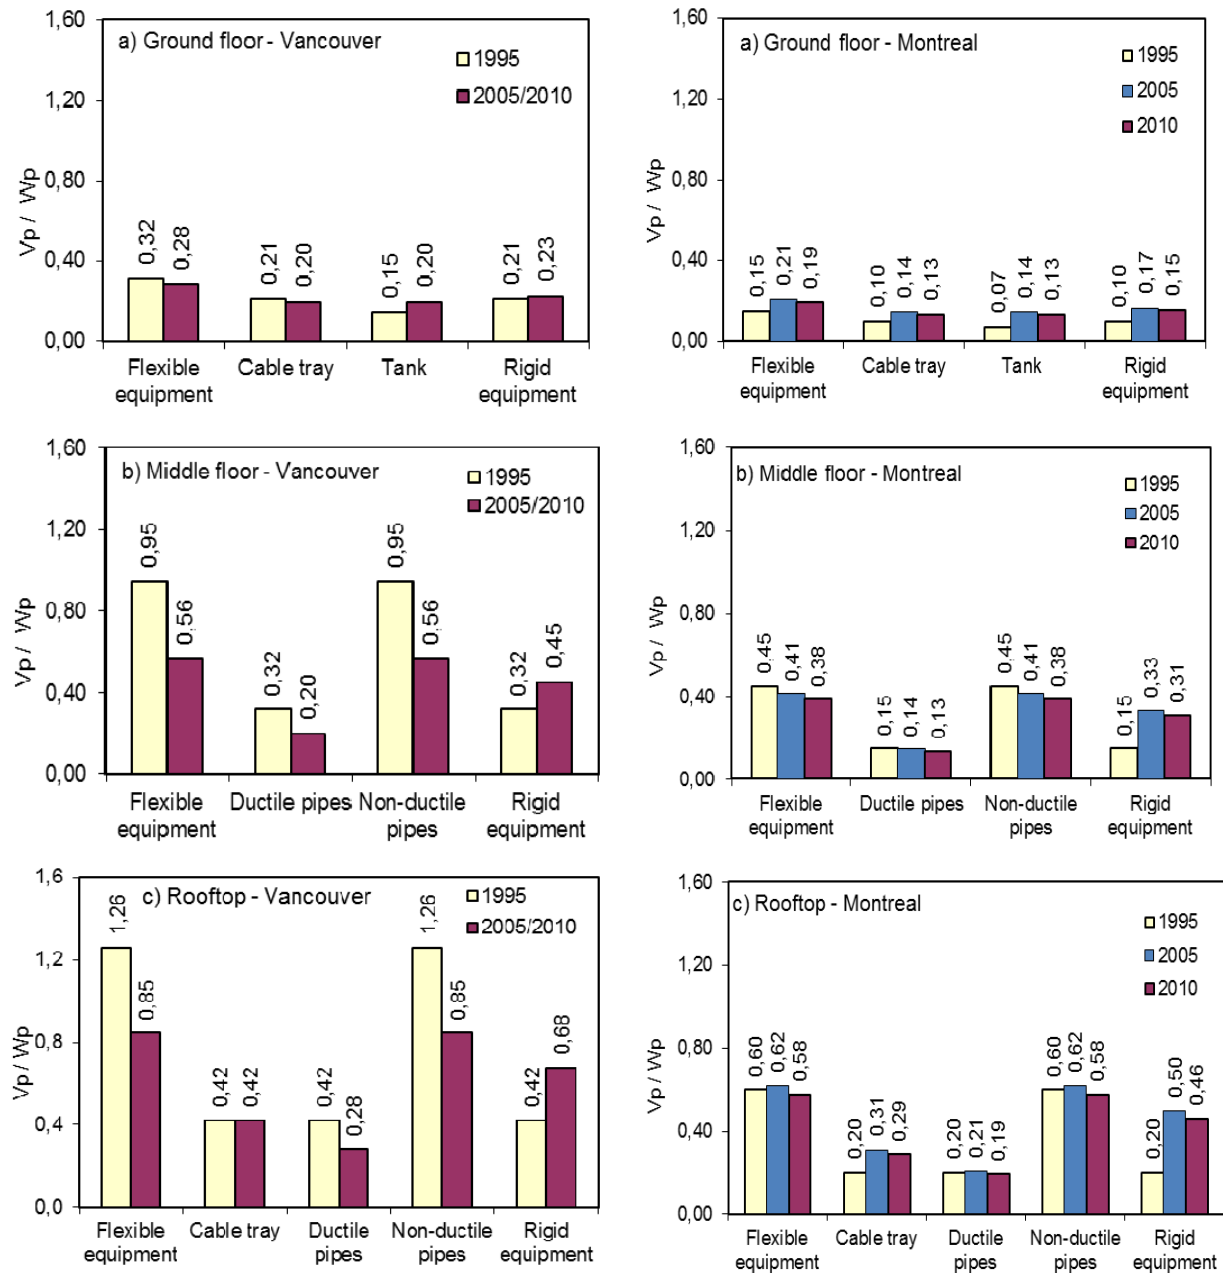 a) Ground floor - Vancouver
1995
2005/2010
Vp / Wp
1,60
1,20
0,80
0,40
0,00
0,32
0,28
0,21
0,20
0,15
0,20
0,21
0,23
Flexible equipment
Cable tray
Tank
Rigid equipment
a) Ground floor - Montreal
1995
2005
2010
Vp / Wp
1,60
1,20
0,80
0,40
0,00
0,15
0,21
0,19
0,10
0,14
0,13
0,07
0,14
0,13
0,10
0,17
0,15
Flexible equipment
Cable tray
Tank
Rigid equipment
b) Middle floor - Vancouver
1995
2005/2010
Vp / Wp
1,60
1,20
0,80
0,40
0,00
0,95
0,56
0,32
0,20
0,95
0,56
0,32
0,45
Flexible equipment
Ductile pipes
Non-ductile pipes
Rigid equipment
b) Middle floor - Montreal
1995
2005
2010
Vp / Wp
1,60
1,20
0,80
0,40
0,00
0,45
0,41
0,38
0,15
0,14
0,13
0,45
0,41
0,38
0,15
0,33
0,31
Flexible equipment
Ductile pipes
Non-ductile pipes
Rigid equipment
c) Rooftop - Vancouver
1995
2005/2010
Vp / Wp
1,6
1,2
0,8
0,4
0,0
1,26
0,85
0,42
0,42
0,42
0,28
1,26
0,85
0,42
0,68
Flexible equipment
Cable tray
Ductile pipes
Non-ductile pipes
Rigid equipment
c) Rooftop - Montreal
1995
2005
2010
Vp / Wp
1,60
1,20
0,80
0,40
0,00
0,60
0,62
0,58
0,20
0,31
0,29
0,20
0,21
0,19
0,60
0,62
0,58
0,20
0,50
0,46
Flexible equipment
Cable tray
Ductile pipes
Non-ductile pipes
Rigid equipment